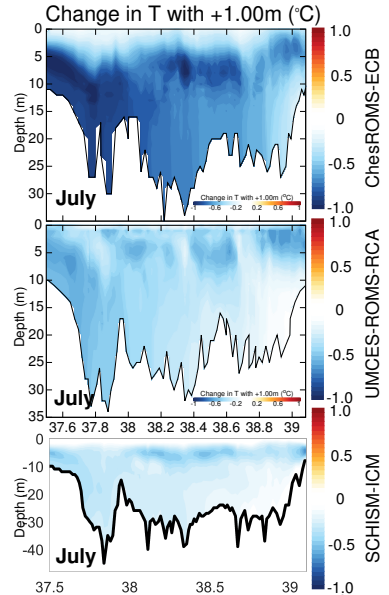 Change in T with +1.00m (°C)
0
5
10
15
20
25
30
Depth (m)
July
Change in T with +1.00m (°C)
-1 -0.6 -0.2 0.2 0.6 1
1.0
0.5
0
-0.5
-1.0
ChesROMS-ECB
0
5
10
15
20
25
30
35
Depth (m)
July
Change in T with +1.00m (°C)
-1 -0.6 -0.2 0.2 0.6 1
37.6 37.8 38 38.2 38.4 38.6 38.8 39
1.0
0.5
0
-0.5
-1.0
UMCES-ROMS-RCA
0
-10
-20
-30
-40
Depth (m)
July
37.5 38 38.5 39
1.0
0.5
0
-0.5
-1.0
SCHISM-ICM